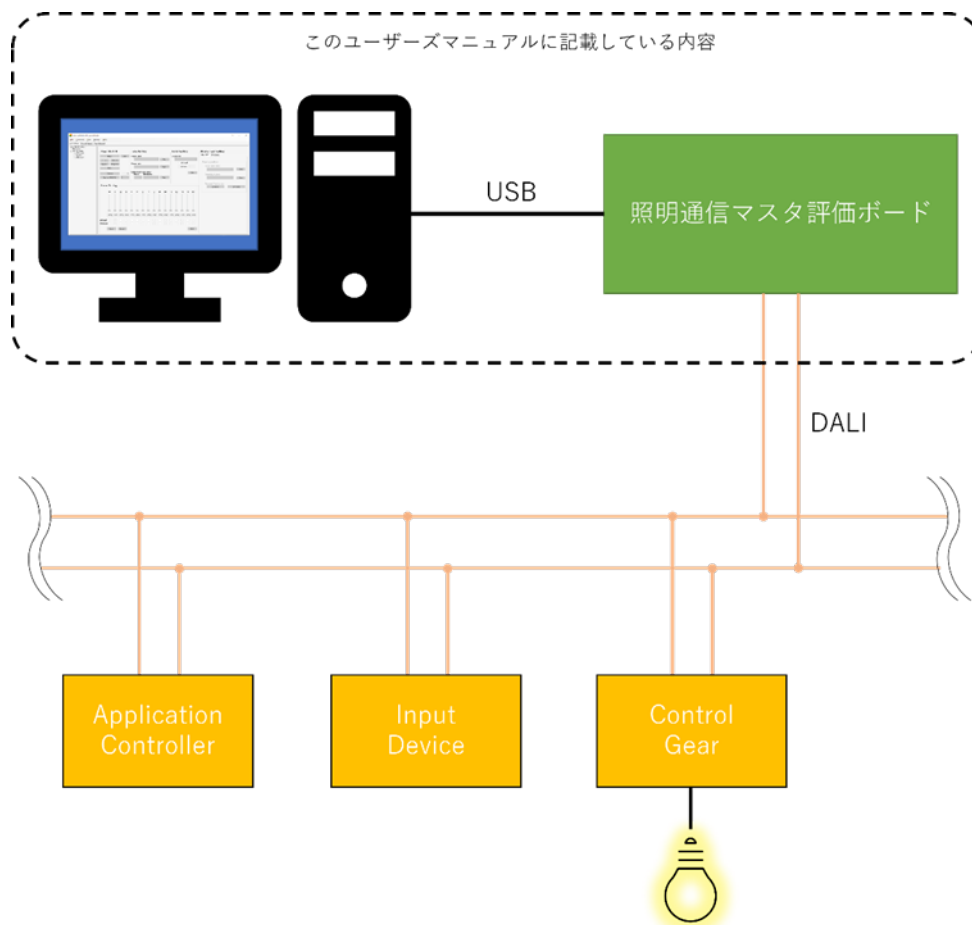 このユーザーズマニュアルに記載している内容
USB
照明通信マスタ評価ボード
DALI
Application
Controller
Input
Device
Control
Gear